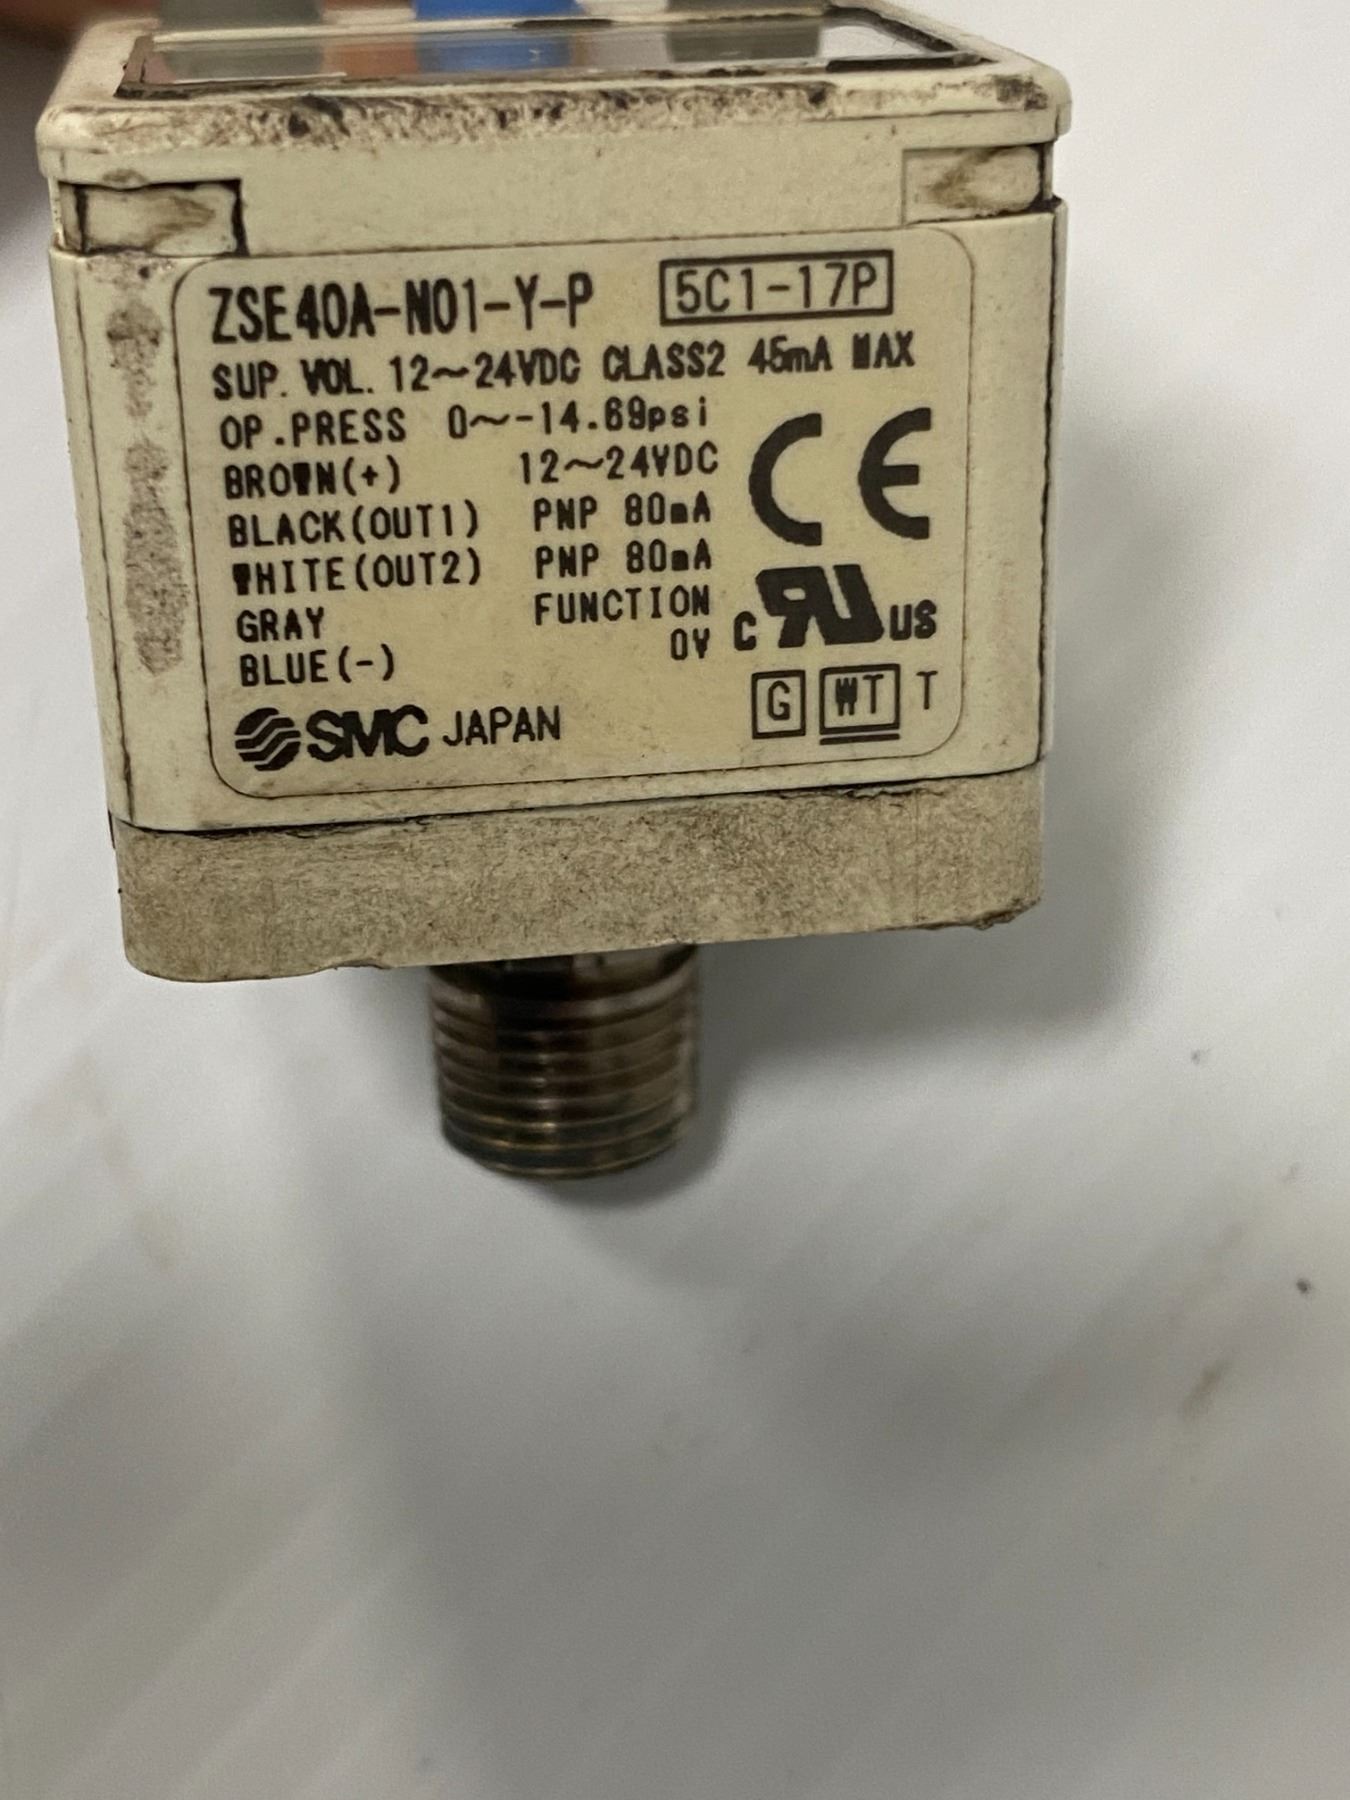 ZSE40A-N01-Y-P 5C1-17P
SUP. VOL. 12~24VDC CLASS2 45mA MAX
OP.PRESS 0~-14.69psi
BROWN(+) 12~24VDC
BLACK(OUT1) PNP 80mA
WHITE(OUT2) PNP 80mA
GRAY FUNCTION
BLUE(-) 0V
CE
c RU US
SMC JAPAN
G WT T